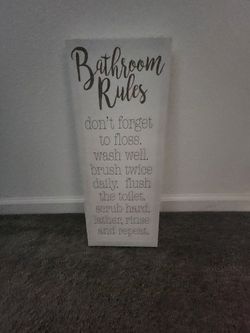 Bathroom
Rules
don't forget
to floss.
wash well.
brush twice
daily. flush
the toilet.
scrub hard.
lather, rinse
and repeat.